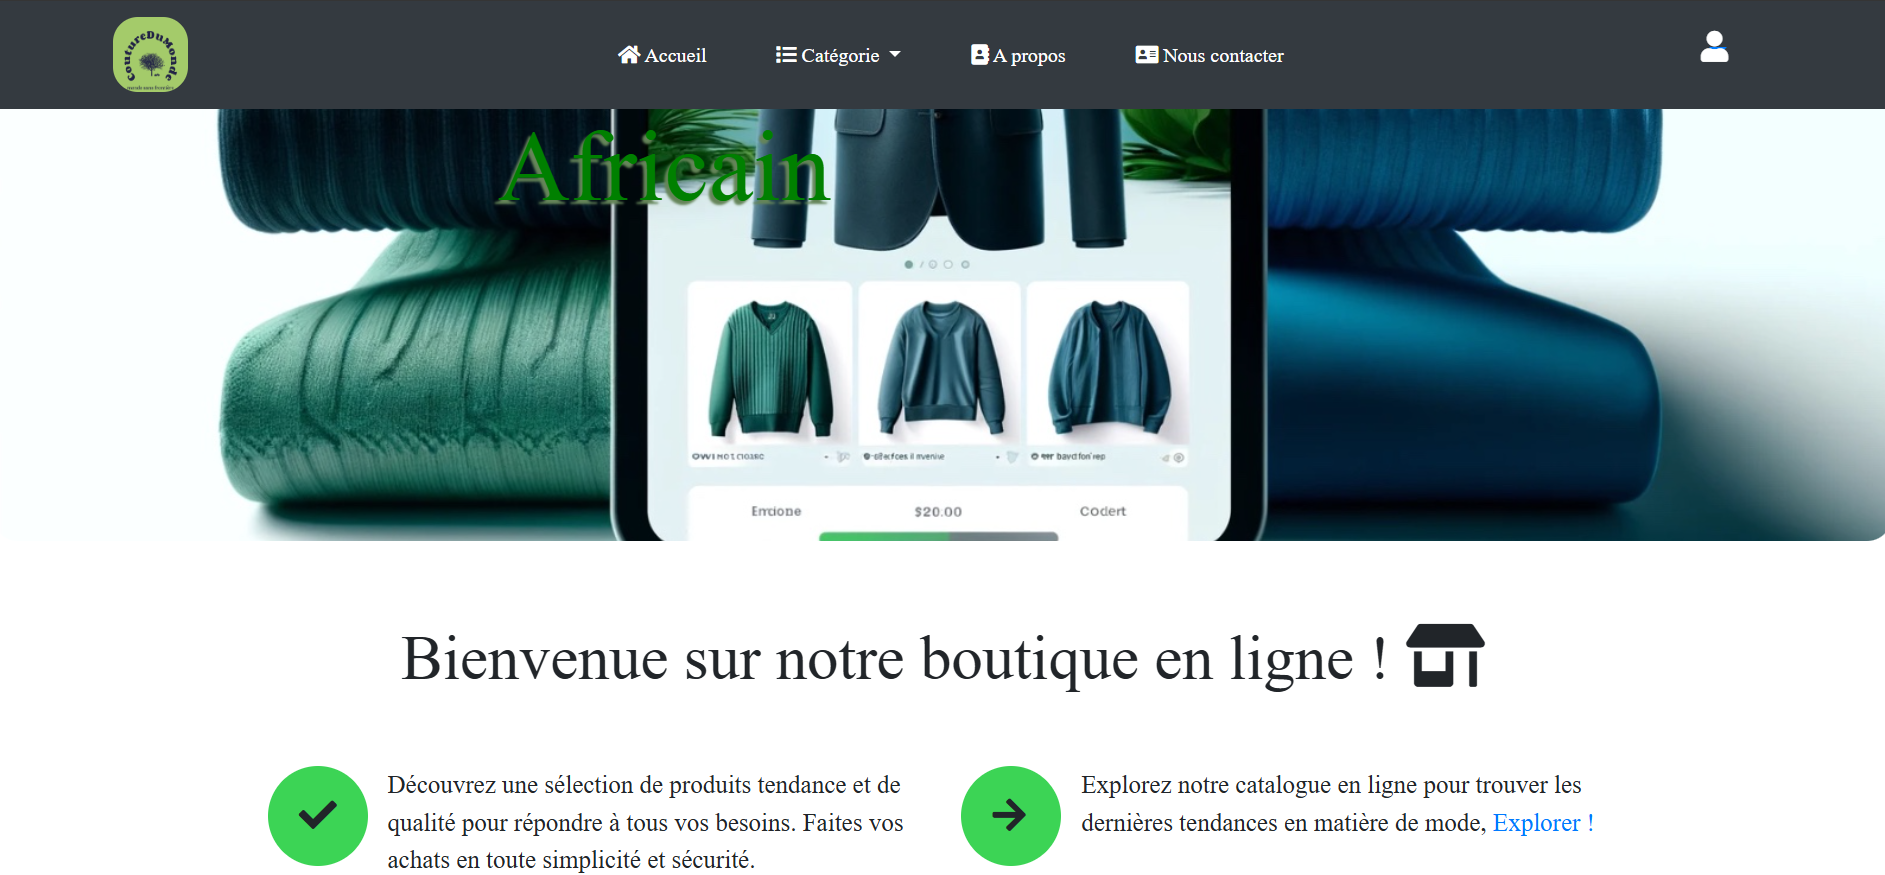 CoutureDuMonde
Accueil
Catégorie
A propos
Nous contacter
Africain
$20.00
Codert
Bienvenue sur notre boutique en ligne !
Découvrez une sélection de produits tendance et de
qualité pour répondre à tous vos besoins. Faites vos
achats en toute simplicité et sécurité.
Explorez notre catalogue en ligne pour trouver les
dernières tendances en matière de mode, Explorer !